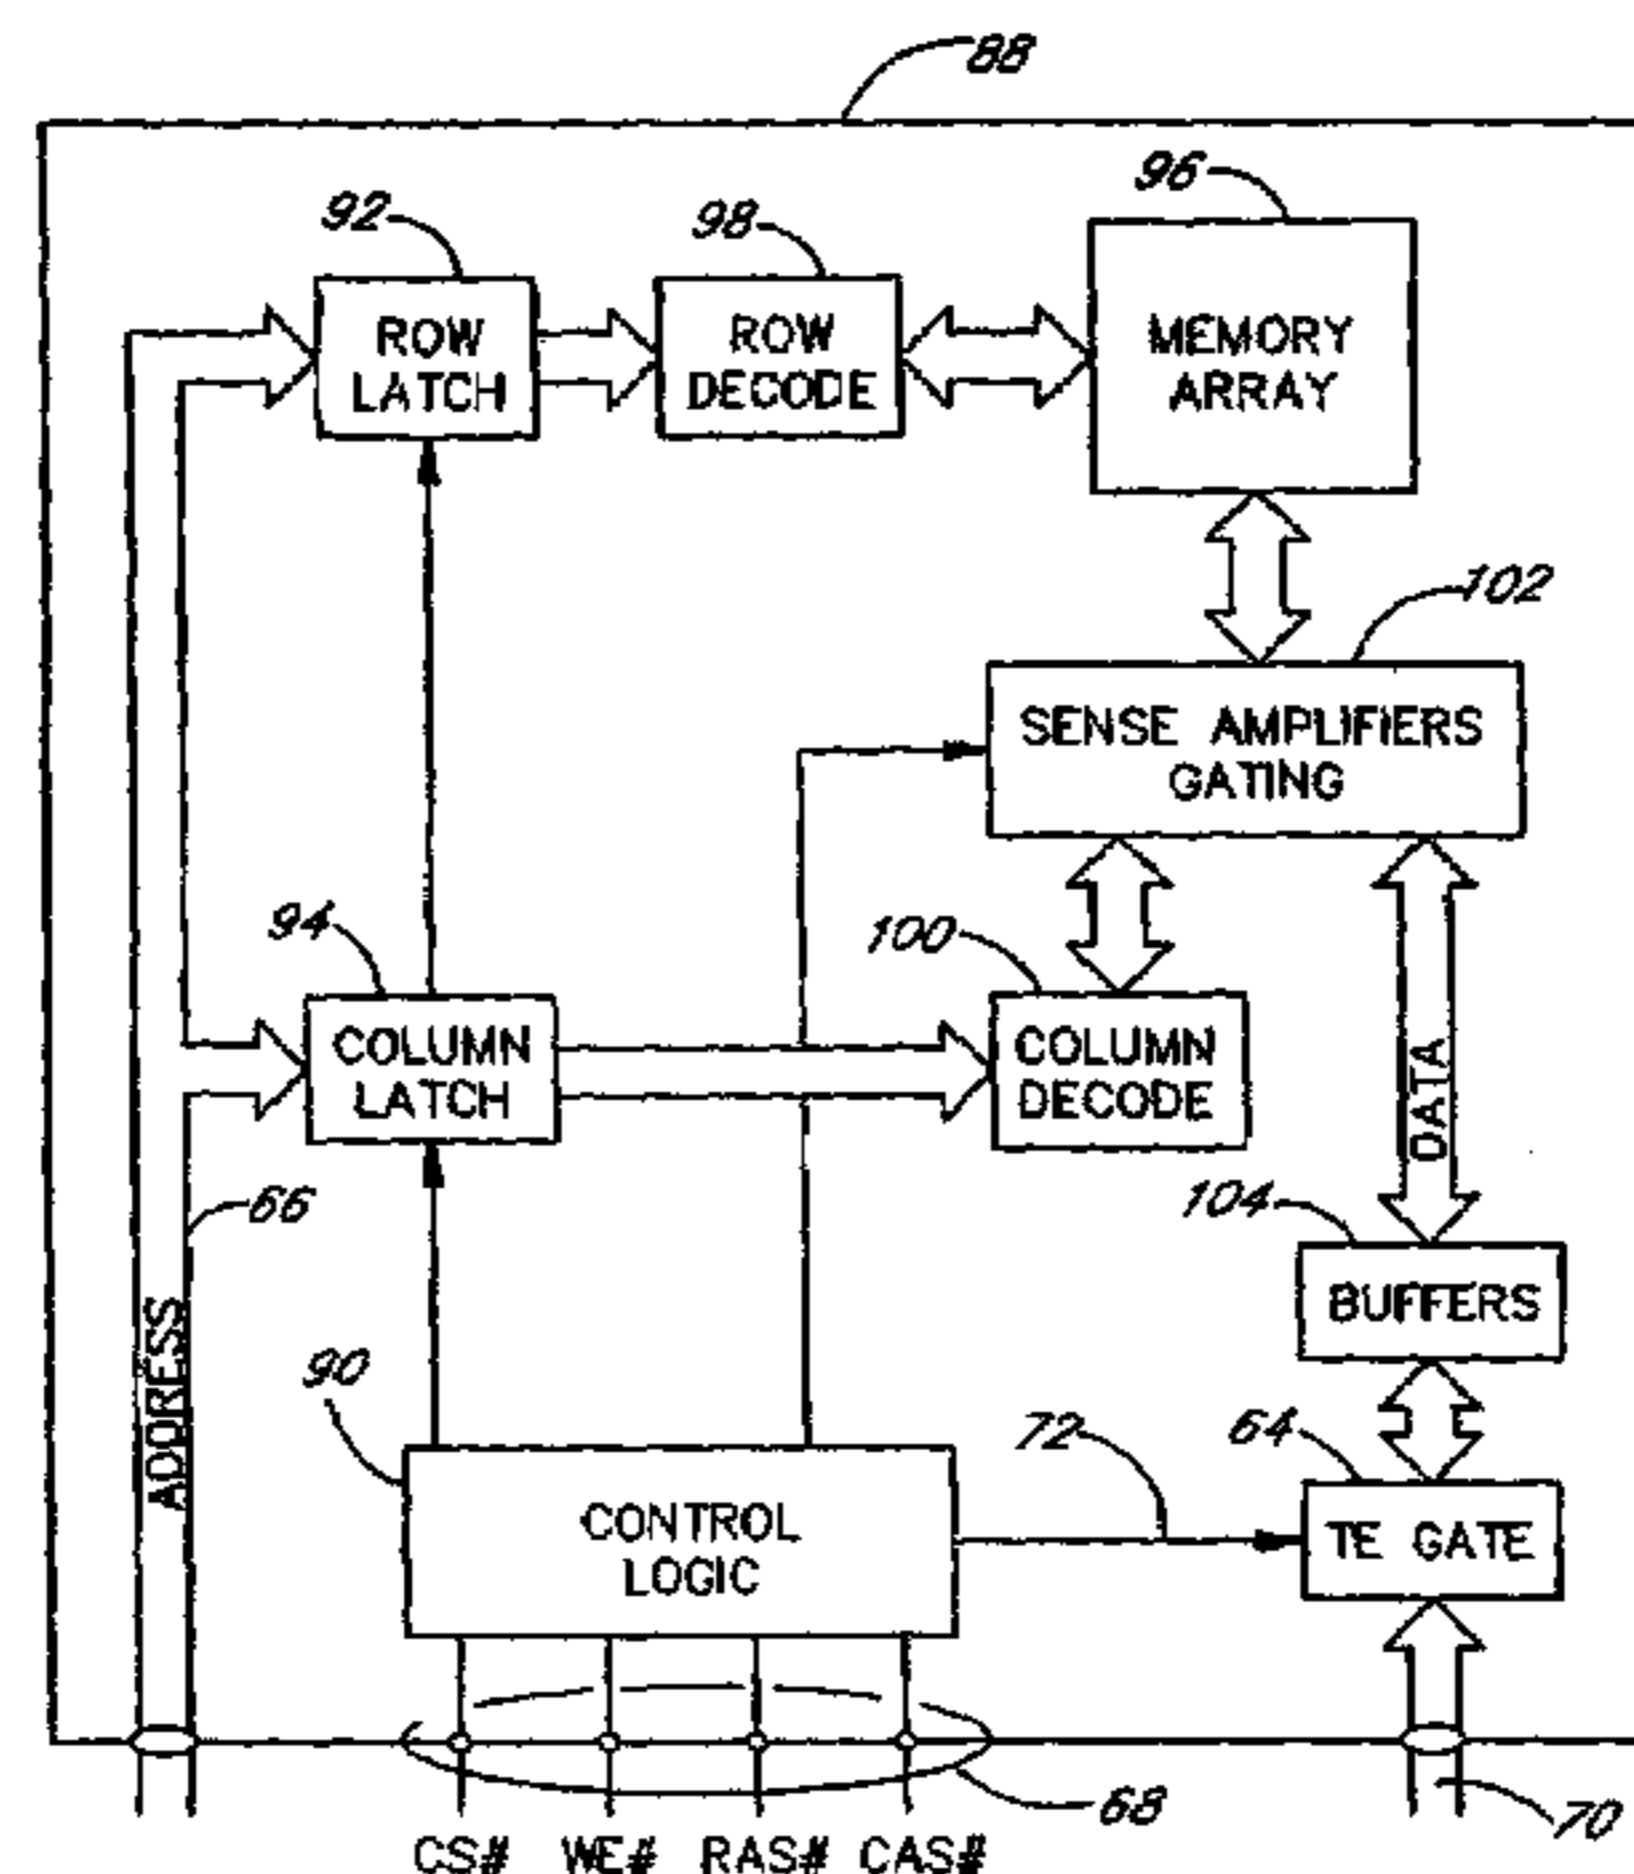 88
92
98
96
ROW
LATCH
ROW
DECODE
MEMORY
ARRAY
102
SENSE AMPLIFIERS
GATING
94
100
COLUMN
LATCH
COLUMN
DECODE
DATA
66
104
ADDRESS
BUFFERS
90
72
64
CONTROL
LOGIC
TE GATE
68
70
CS# WE# RAS# CAS#